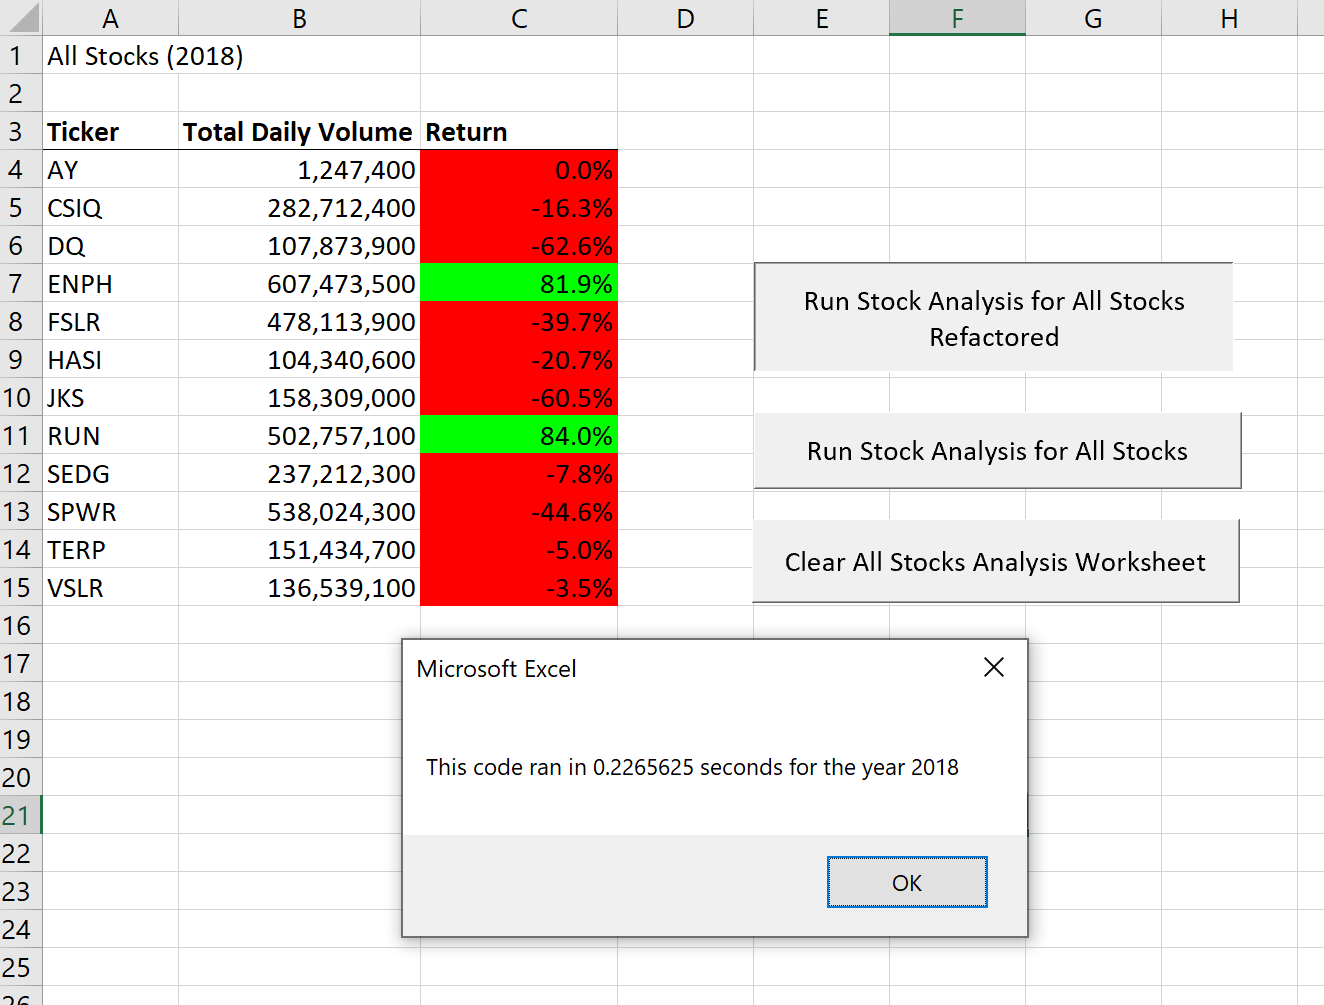 A B C D E F G H
1 All Stocks (2018)
2
3 Ticker Total Daily Volume Return
4 AY 1,247,400 0.0%
5 CSIQ 282,712,400 -16.3%
6 DQ 107,873,900 -62.6%
7 ENPH 607,473,500 81.9%
8 FSLR 478,113,900 -39.7%
9 HASI 104,340,600 -20.7%
10 JKS 158,309,000 -60.5%
11 RUN 502,757,100 84.0%
12 SEDG 237,212,300 -7.8%
13 SPWR 538,024,300 -44.6%
14 TERP 151,434,700 -5.0%
15 VSLR 136,539,100 -3.5%
16
17
18
19
20
21
22
23
24
25
26
Run Stock Analysis for All Stocks
Refactored
Run Stock Analysis for All Stocks
Clear All Stocks Analysis Worksheet
Microsoft Excel
This code ran in 0.2265625 seconds for the year 2018
OK